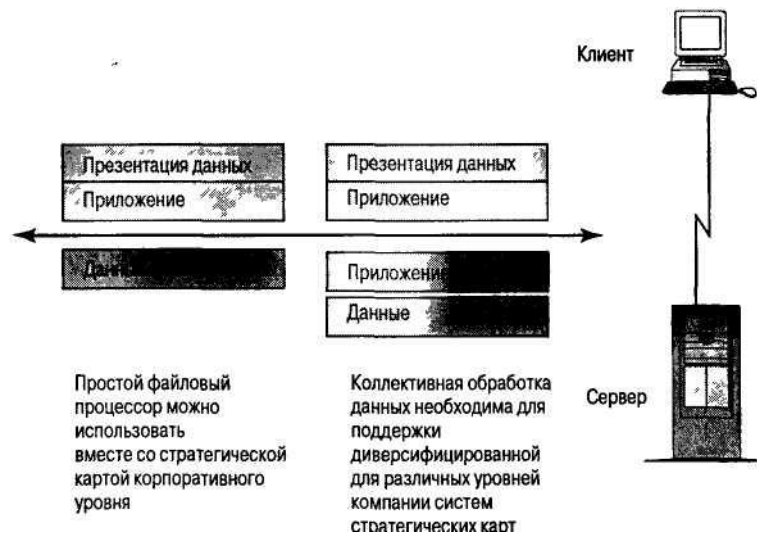 Клиент
Презентация данных
Приложение
Данные
Презентация данных
Приложение
Приложение
Данные
Простой файловый
процессор можно
использовать
вместе со стратегической
картой корпоративного
уровня
Коллективная обработка
данных необходима для
поддержки
диверсифицированной
для различных уровней
компании систем
стратегических карт
Сервер